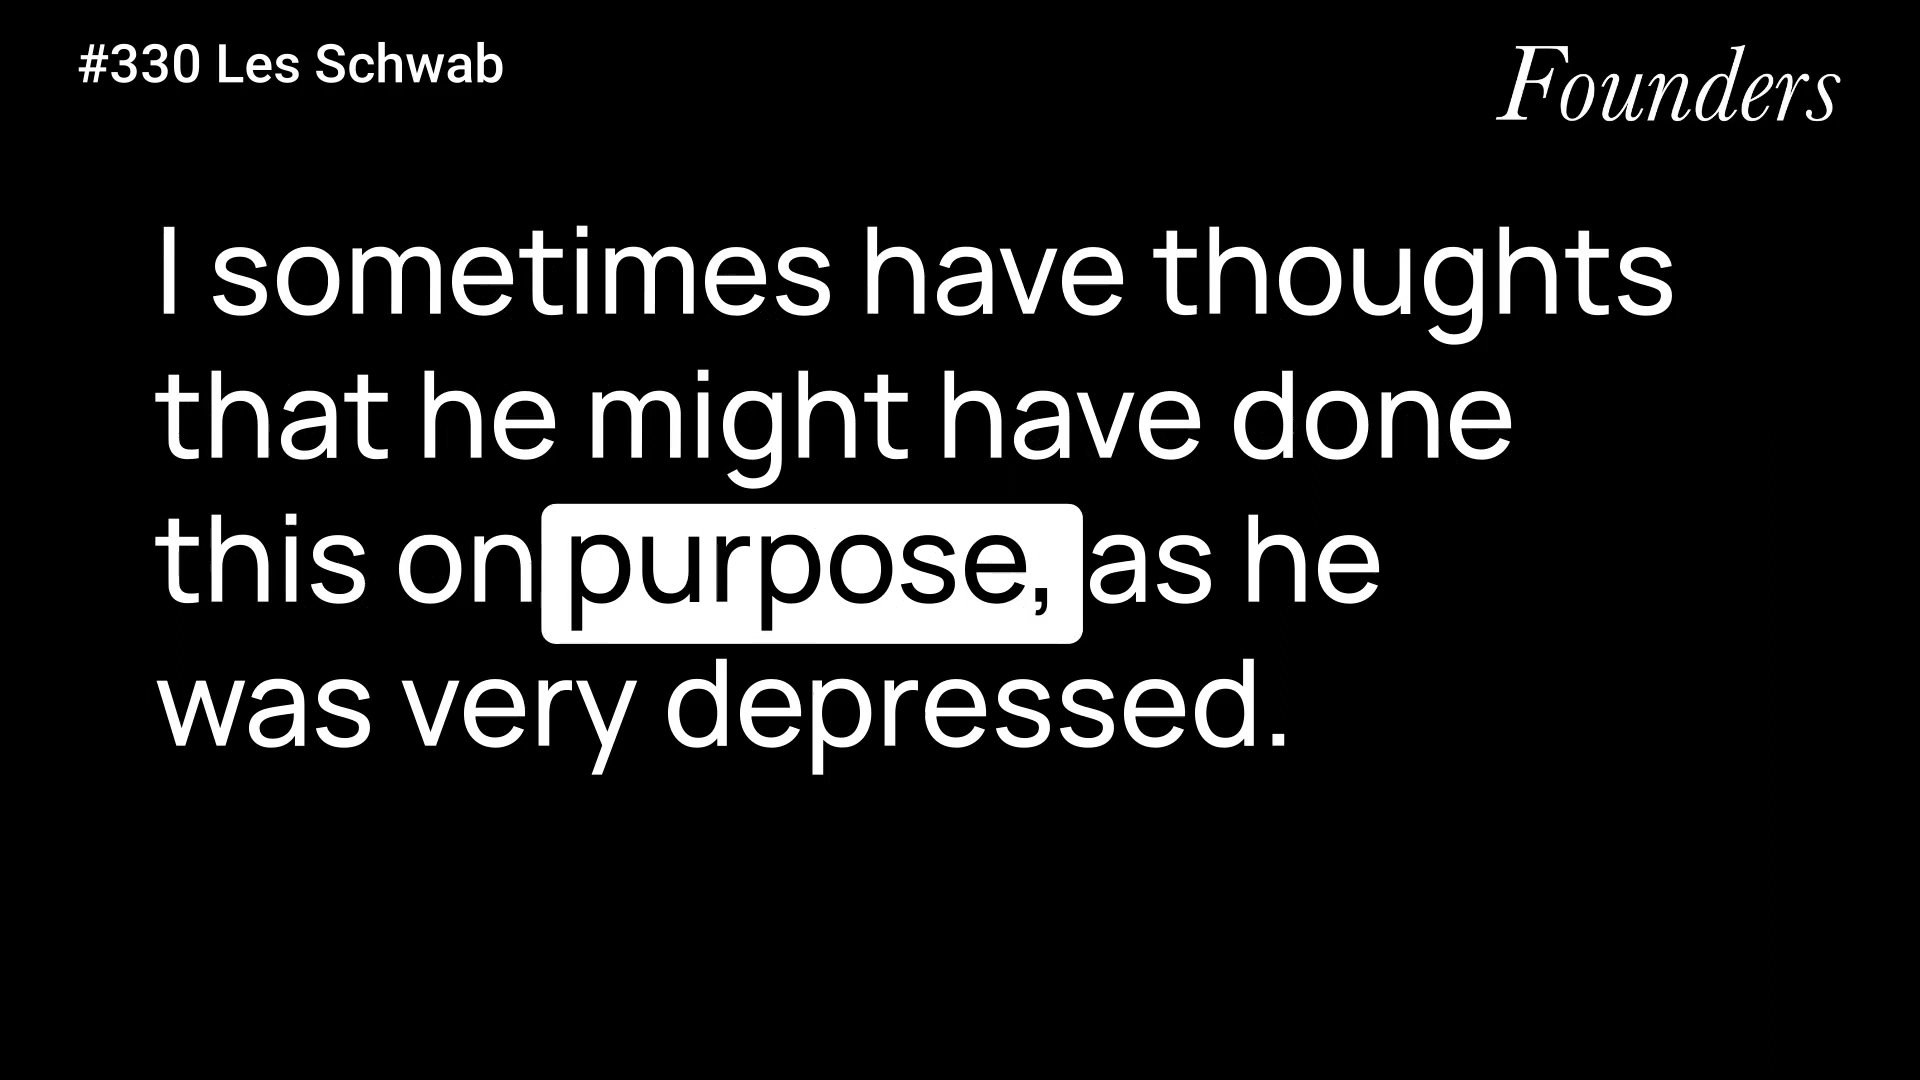 #330 Les Schwab
Founders
I sometimes have thoughts
that he might have done
this on purpose, as he
was very depressed.